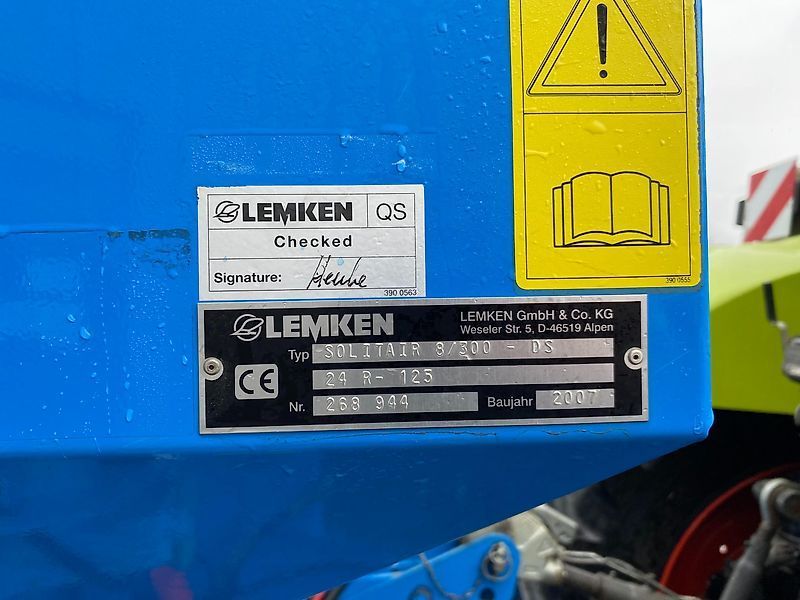 LEMKEN QS
Checked
Signature:
390 0563
390 0555
LEMKEN
LEMKEN GmbH & Co. KG
Weseler Str. 5, D-46519 Alpen
Typ SOLITAIR 8/300 - DS
CE 24 R- 125
Nr. 268 944 Baujahr 2007